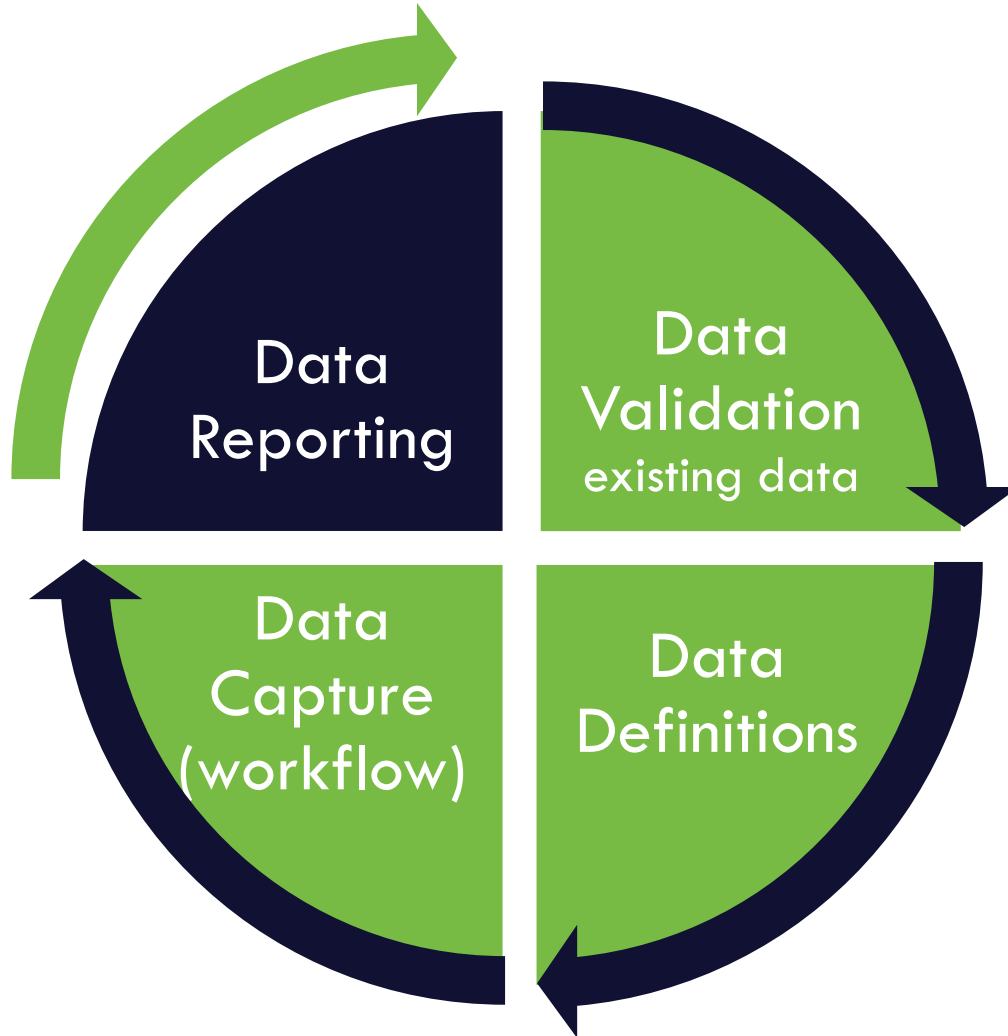 Data
Reporting
Data
Validation
existing data
Data
Capture
(workflow)
Data
Definitions